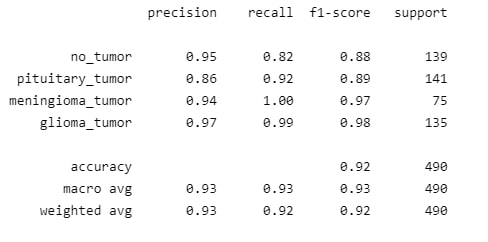 precision recall f1-score support
no_tumor 0.95 0.82 0.88 139
pituitary_tumor 0.86 0.92 0.89 141
meningioma_tumor 0.94 1.00 0.97 75
glioma_tumor 0.97 0.99 0.98 135
accuracy 0.92 490
macro avg 0.93 0.93 0.93 490
weighted avg 0.93 0.92 0.92 490